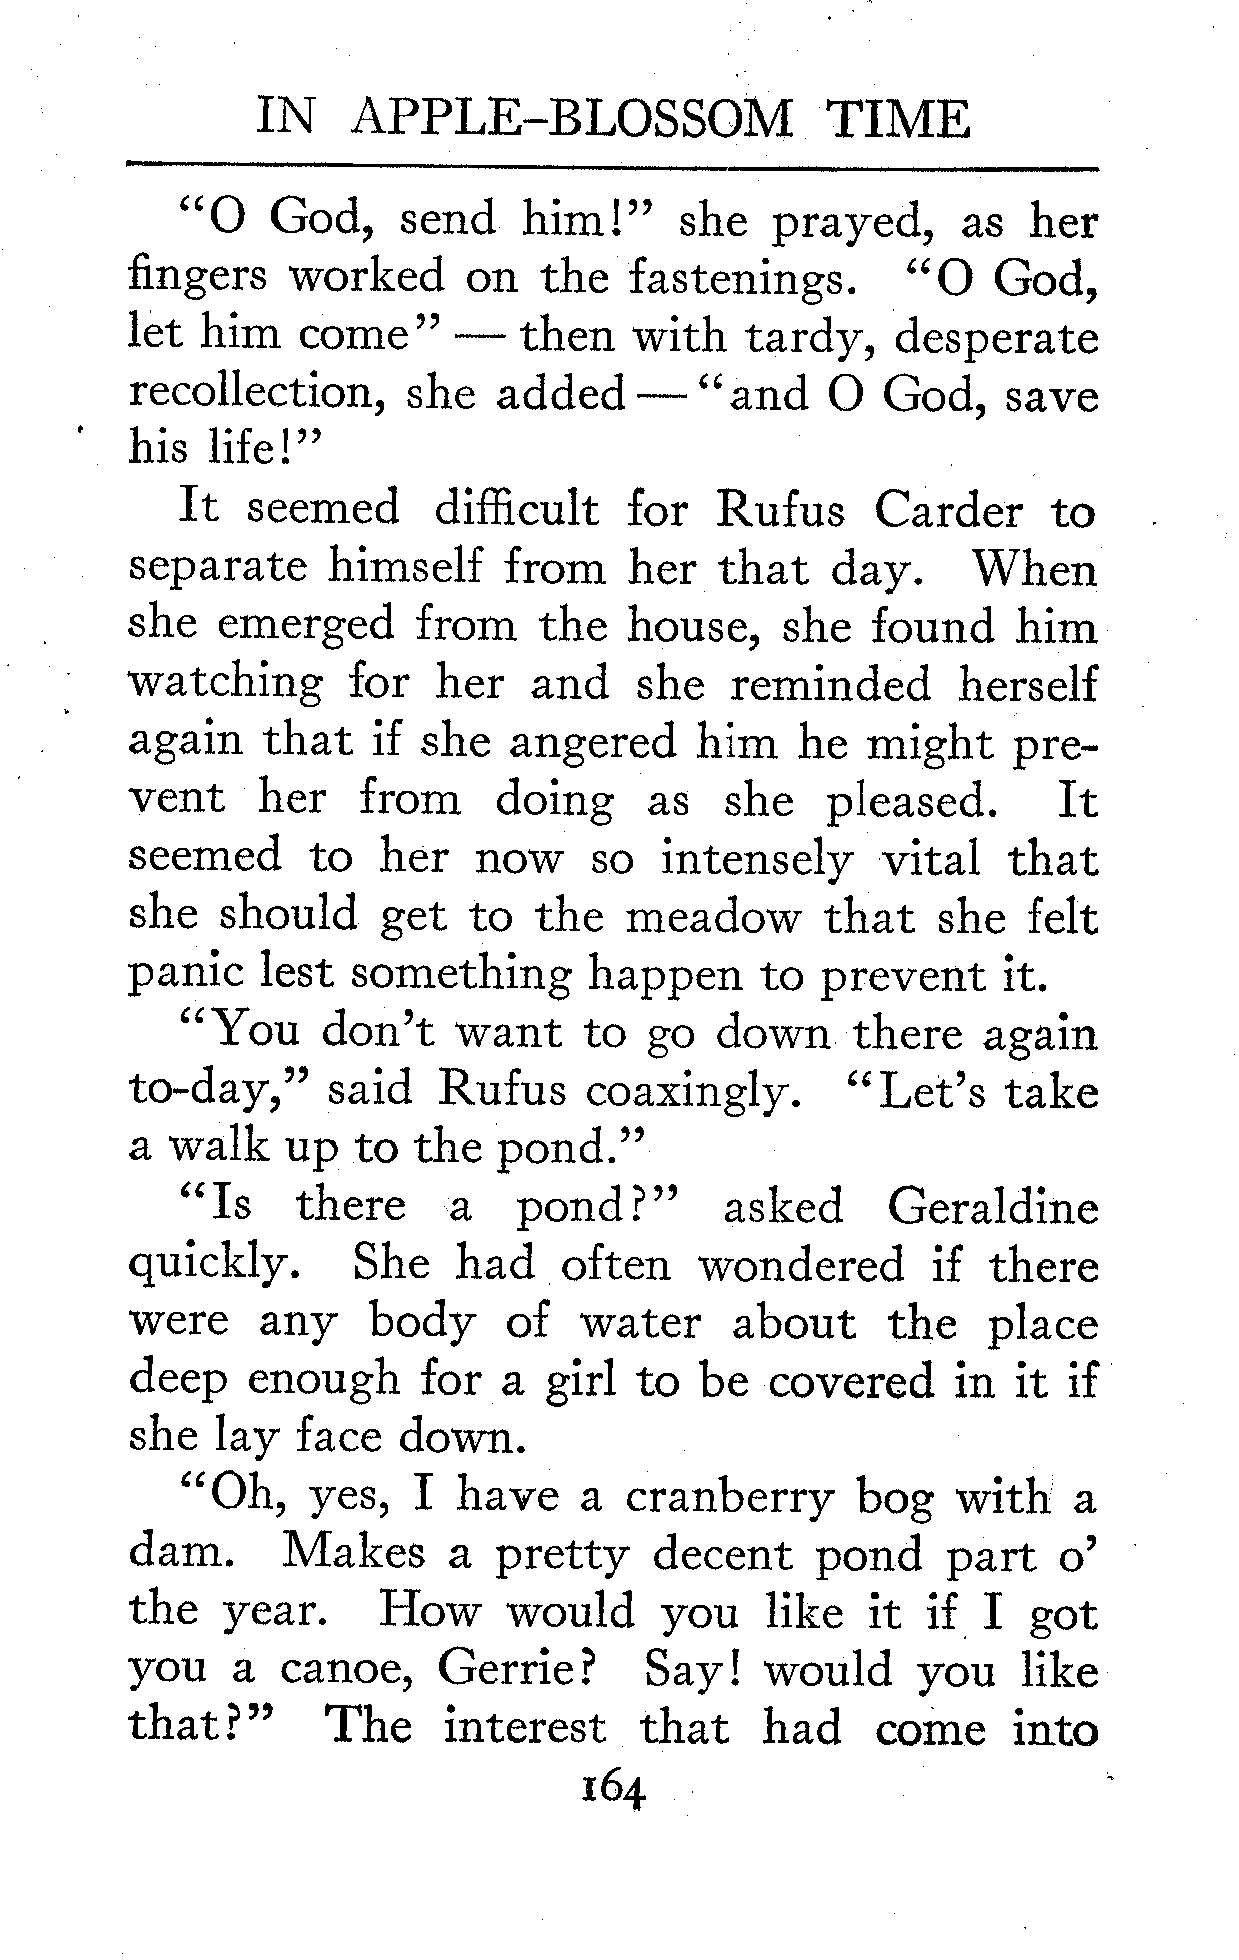 IN APPLE-BLOSSOM TIME
“O God, send him!” she prayed, as her
fingers worked on the fastenings. “O God,
let him come” — then with tardy, desperate
recollection, she added — “and O God, save
his life!”
It seemed difficult for Rufus Carder to
separate himself from her that day. When
she emerged from the house, she found him
watching for her and she reminded herself
again that if she angered him he might pre-
vent her from doing as she pleased. It
seemed to her now so intensely vital that
she should get to the meadow that she felt
panic lest something happen to prevent it.
“You don’t want to go down there again
to-day,” said Rufus coaxingly. “Let’s take
a walk up to the pond.”
“Is there a pond?” asked Geraldine
quickly. She had often wondered if there
were any body of water about the place
deep enough for a girl to be covered in it if
she lay face down.
“Oh, yes, I have a cranberry bog with a
dam. Makes a pretty decent pond part o’
the year. How would you like it if I got
you a canoe, Gerrie? Say! would you like
that?” The interest that had come into
164